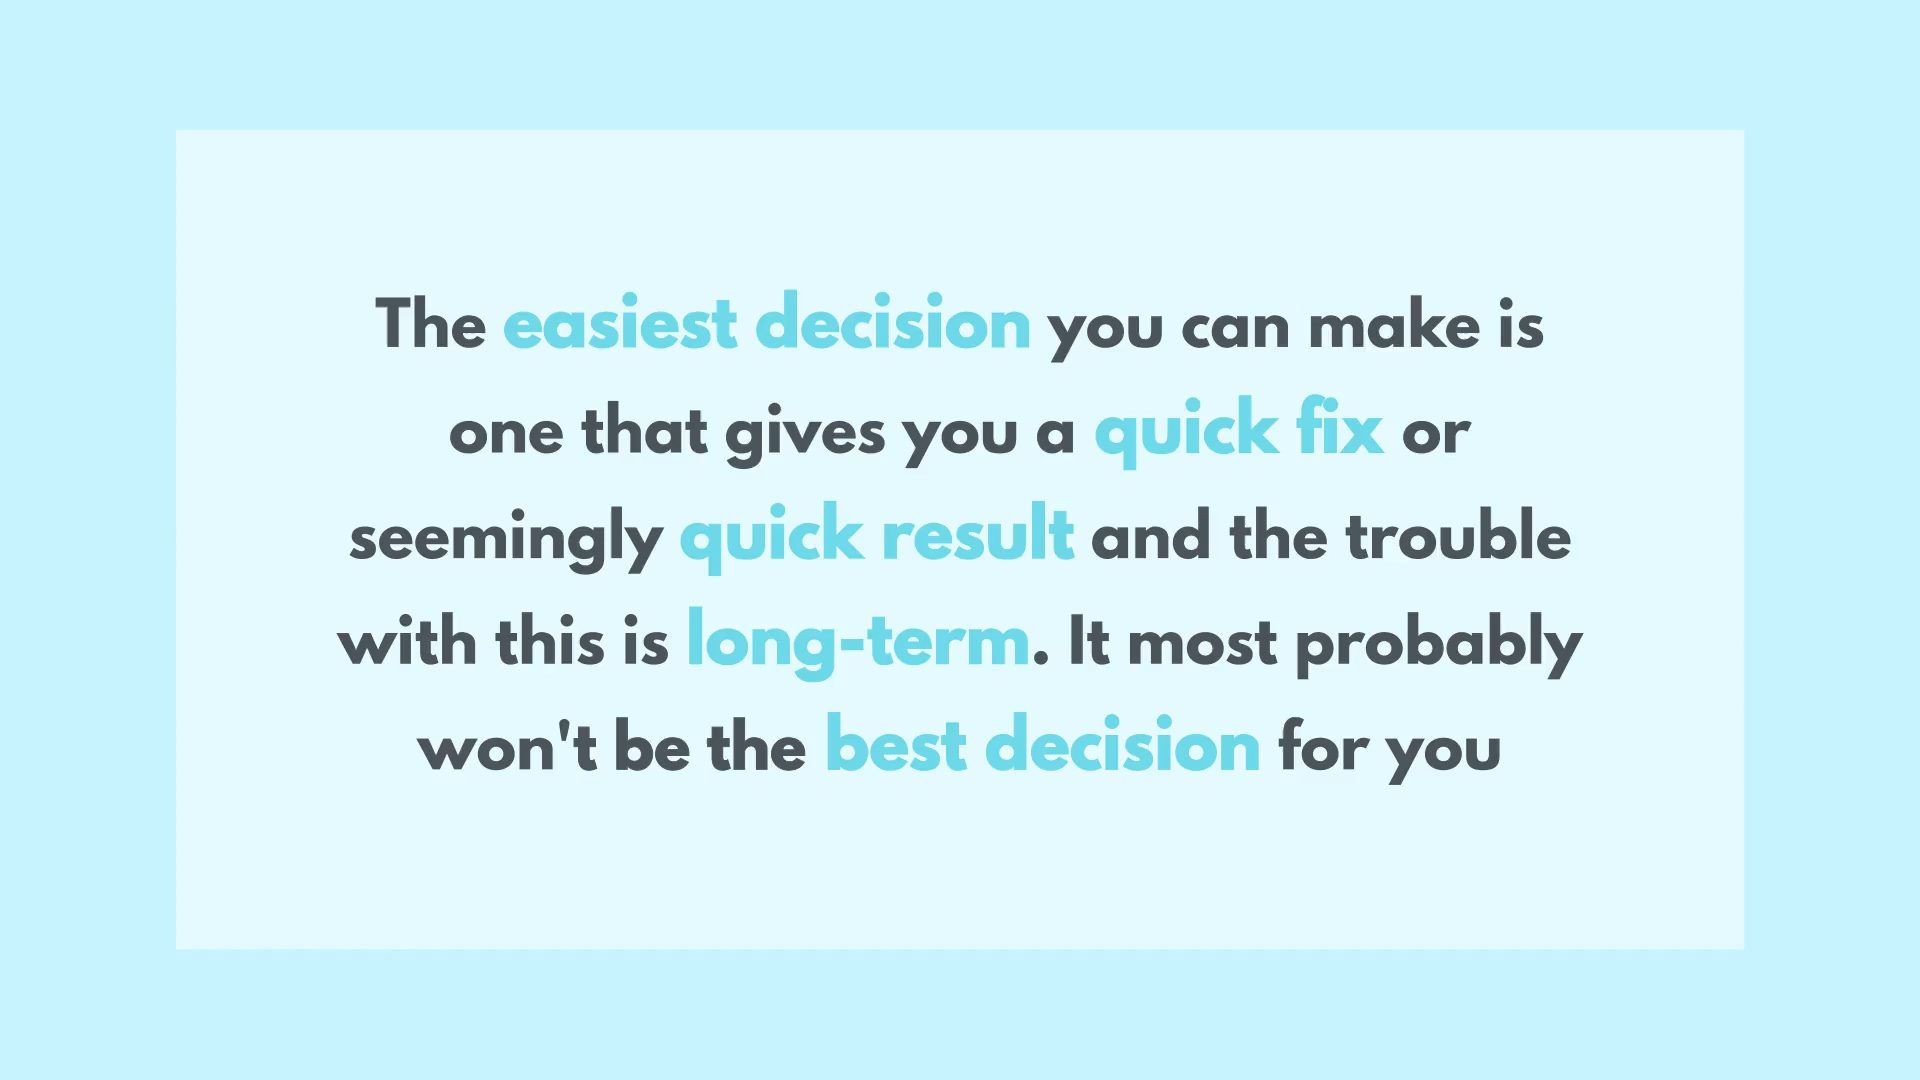 The easiest decision you can make is
one that gives you a quick fix or
seemingly quick result and the trouble
with this is long-term. It most probably
won't be the best decision for you